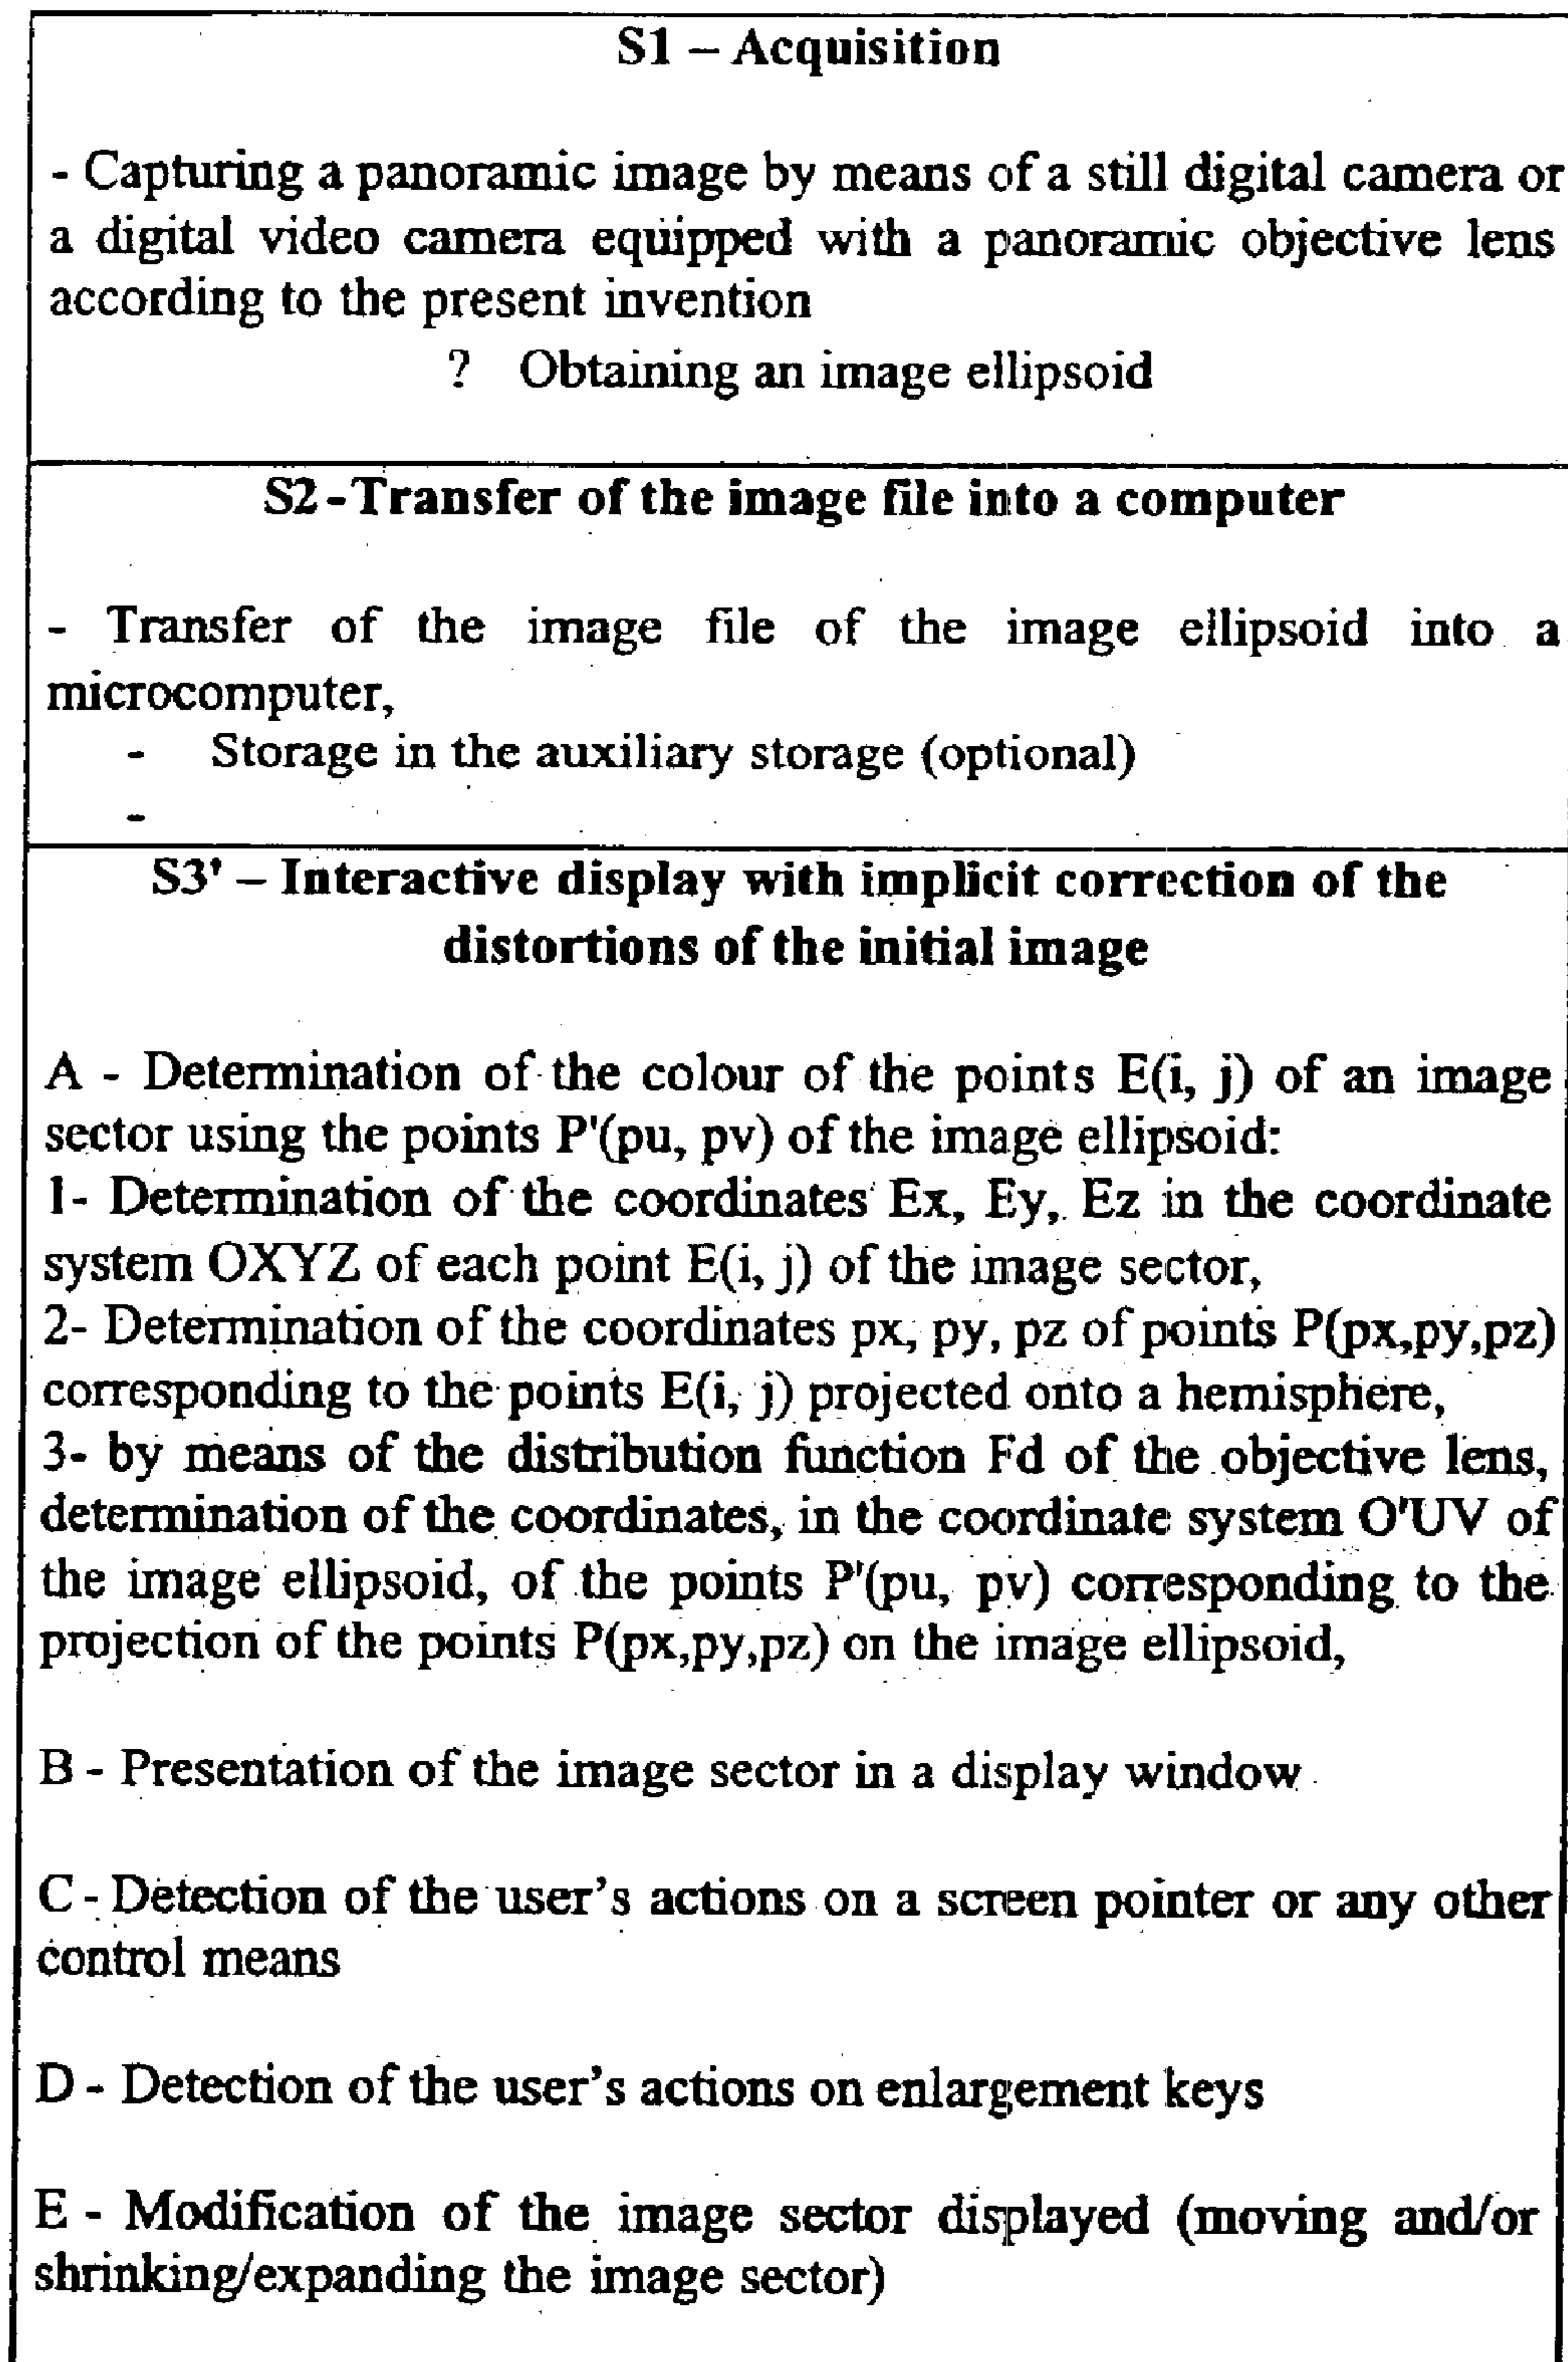 S1 – Acquisition
- Capturing a panoramic image by means of a still digital camera or
a digital video camera equipped with a panoramic objective lens
according to the present invention
? Obtaining an image ellipsoid
S2 - Transfer of the image file into a computer
- Transfer of the image file of the image ellipsoid into a
microcomputer,
- Storage in the auxiliary storage (optional)
-
S3' – Interactive display with implicit correction of the
distortions of the initial image
A - Determination of the colour of the points E(i, j) of an image
sector using the points P'(pu, pv) of the image ellipsoid:
1- Determination of the coordinates Ex, Ey, Ez in the coordinate
system OXYZ of each point E(i, j) of the image sector,
2- Determination of the coordinates px, py, pz of points P(px,py,pz)
corresponding to the points E(i, j) projected onto a hemisphere,
3- by means of the distribution function Fd of the objective lens,
determination of the coordinates, in the coordinate system O'UV of
the image ellipsoid, of the points P'(pu, pv) corresponding to the
projection of the points P(px,py,pz) on the image ellipsoid,
B - Presentation of the image sector in a display window
C - Detection of the user's actions on a screen pointer or any other
control means
D - Detection of the user's actions on enlargement keys
E - Modification of the image sector displayed (moving and/or
shrinking/expanding the image sector)